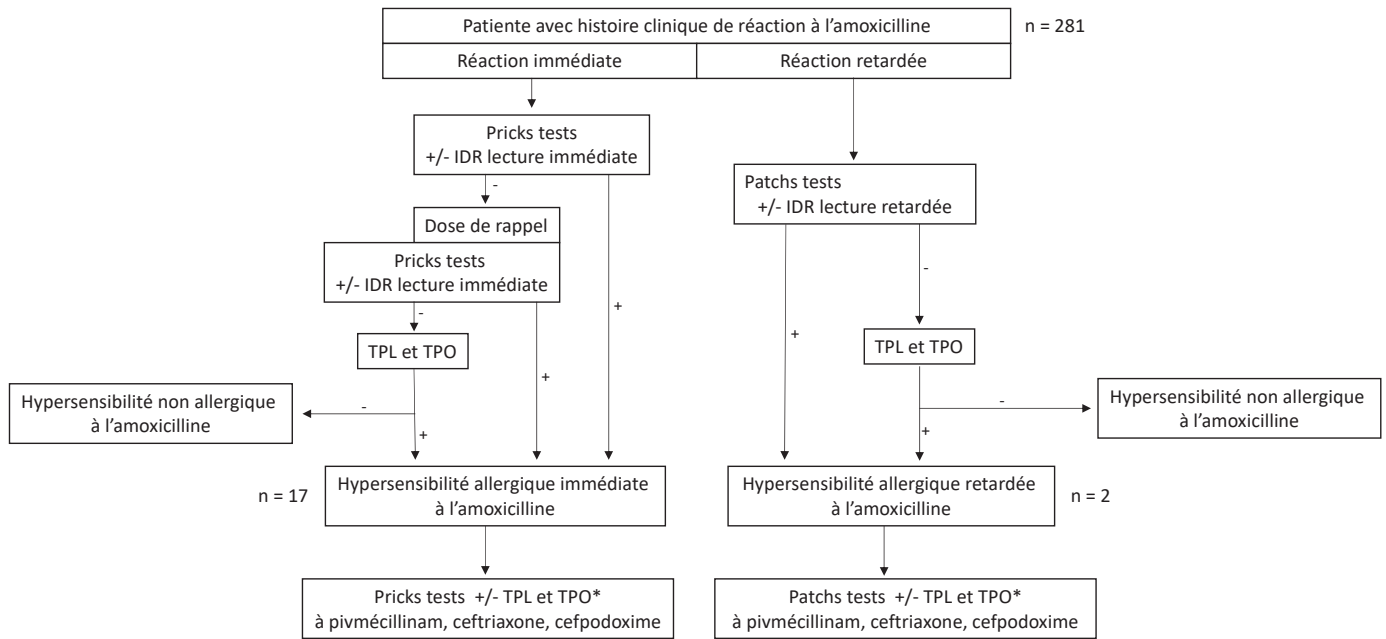 Patiente avec histoire clinique de réaction à l'amoxicilline
n = 281
Réaction immédiate
Réaction retardée
Pricks tests
+/- IDR lecture immédiate
Patchs tests
+/- IDR lecture retardée
-
Dose de rappel
Pricks tests
+/- IDR lecture immédiate
-
+
+
-
+
TPL et TPO
TPL et TPO
+
Hypersensibilité non allergique
à l'amoxicilline
-
-
Hypersensibilité non allergique
à l'amoxicilline
+
+
n = 17
Hypersensibilité allergique immédiate
à l'amoxicilline
Hypersensibilité allergique retardée
à l'amoxicilline
n = 2
Pricks tests +/- TPL et TPO*
à pivmécillinam, ceftriaxone, cefpodoxime
Patchs tests +/- TPL et TPO*
à pivmécillinam, ceftriaxone, cefpodoxime